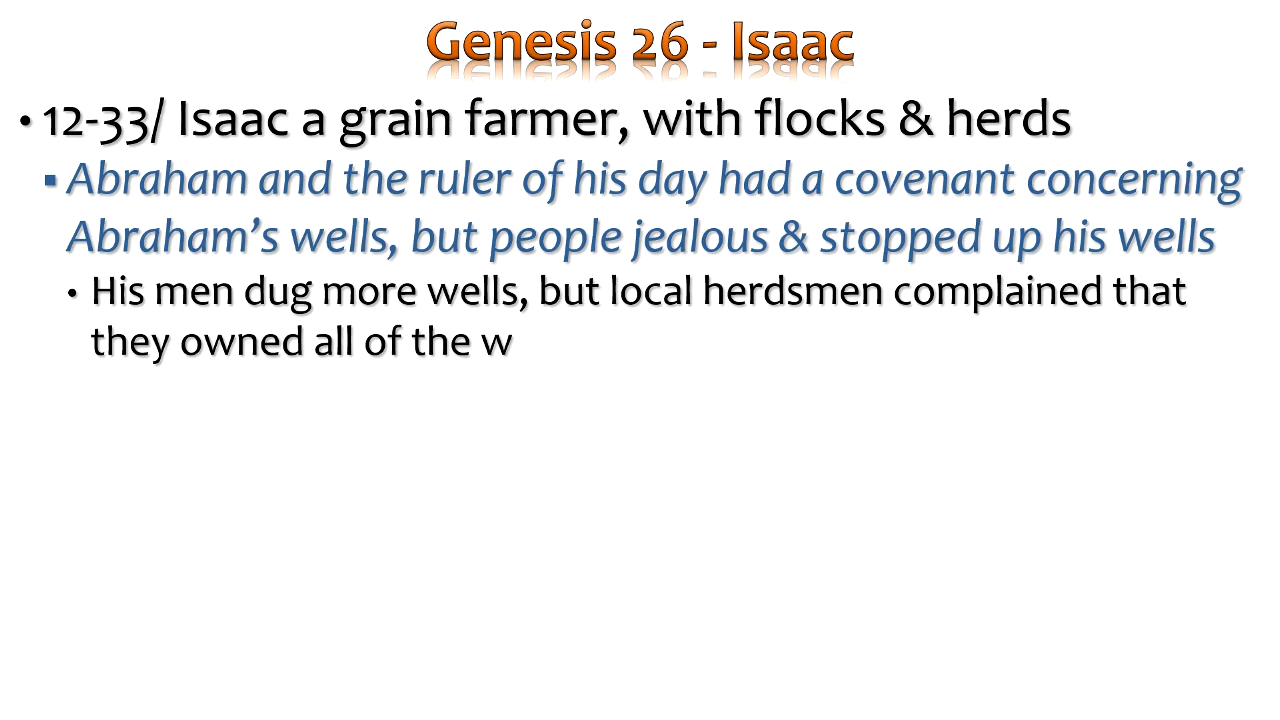 Genesis 26 - Isaac
• 12-33/ Isaac a grain farmer, with flocks & herds
▪ Abraham and the ruler of his day had a covenant concerning
Abraham’s wells, but people jealous & stopped up his wells
• His men dug more wells, but local herdsmen complained that
they owned all of the w